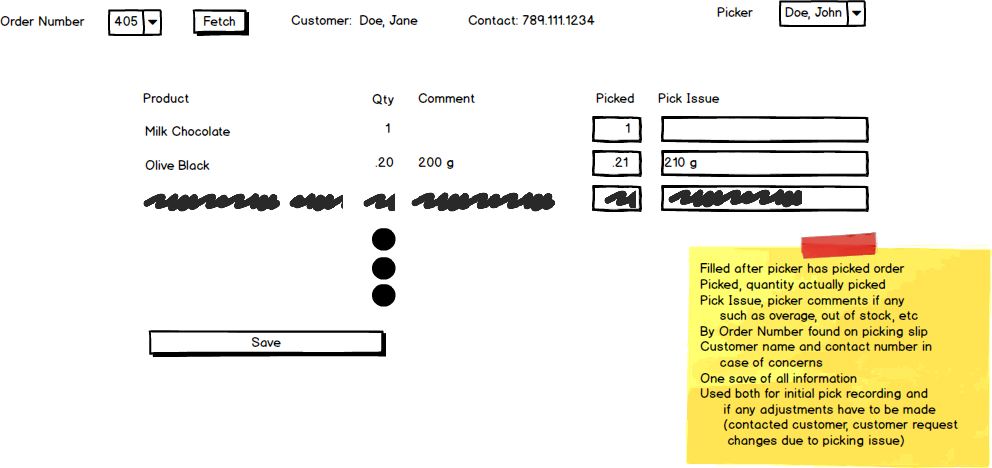 Order Number 405 Fetch Customer: Doe, Jane Contact: 789.111.1234 Picker Doe, John
Product Qty Comment Picked Pick Issue
Milk Chocolate 1 1
Olive Black .20 200 g .21 210 g
Save
Filled after picker has picked order
Picked, quantity actually picked
Pick Issue, picker comments if any
such as overage, out of stock, etc
By Order Number found on picking slip
Customer name and contact number in
case of concerns
One save of all information
Used both for initial pick recording and
if any adjustments have to be made
(contacted customer, customer request
changes due to picking issue)